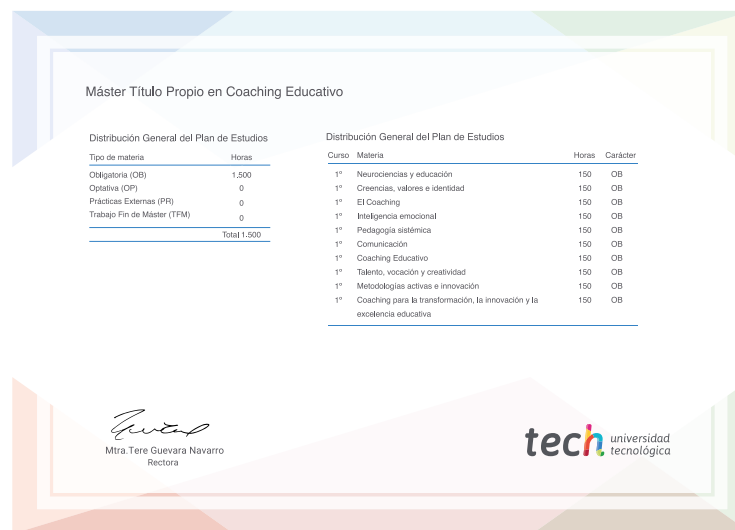 Máster Título Propio en Coaching Educativo
Distribución General del Plan de Estudios
Tipo de materia Horas
Obligatoria (OB) 1.500
Optativa (OP) 0
Prácticas Externas (PR) 0
Trabajo Fin de Máster (TFM) 0
Total 1.500
Distribución General del Plan de Estudios
Curso Materia Horas Carácter
1º Neurociencias y educación 150 OB
1º Creencias, valores e identidad 150 OB
1º El Coaching 150 OB
1º Inteligencia emocional 150 OB
1º Pedagogía sistémica 150 OB
1º Comunicación 150 OB
1º Coaching Educativo 150 OB
1º Talento, vocación y creatividad 150 OB
1º Metodologías activas e innovación 150 OB
1º Coaching para la transformación, la innovación y la 150 OB
excelencia educativa
Mtra.Tere Guevara Navarro
Rectora
tech universidad
tecnológica